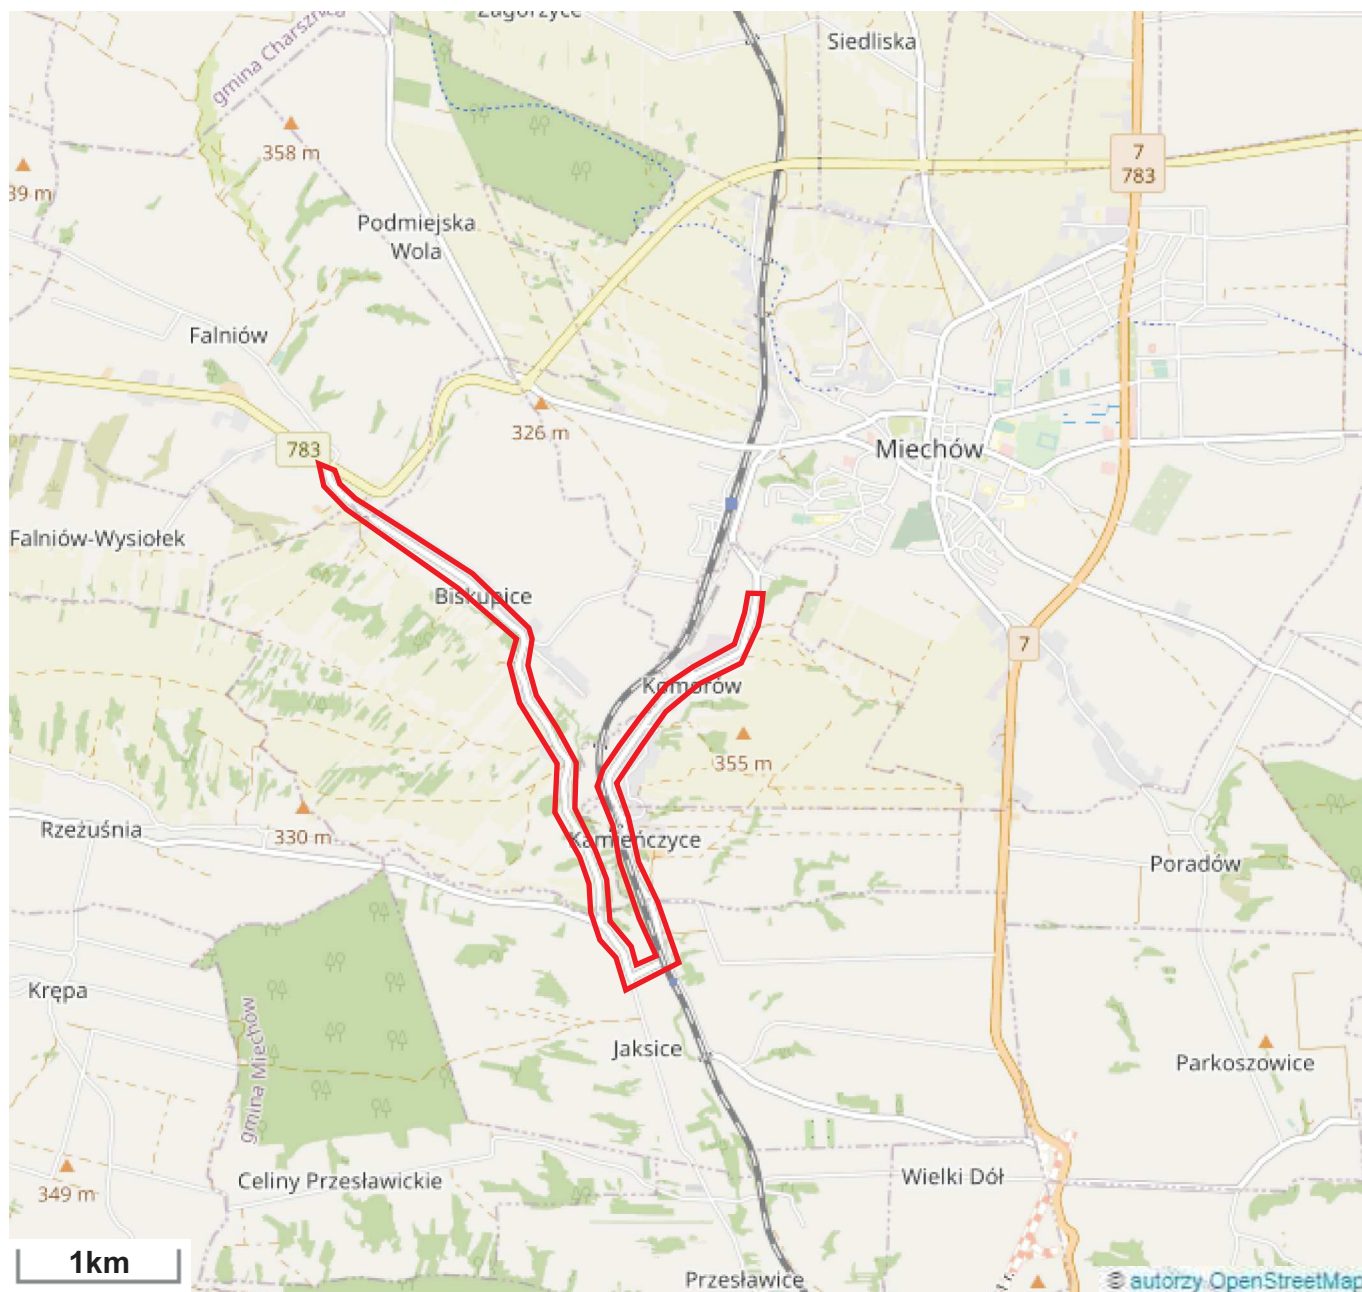 Zagorzyce
Siedliska
gmina Charsznica
7
783
358 m
39 m
Podmiejska
Wola
Falniów
326 m
783
Miechów
Falniów-Wysiołek
Biskupice
7
Komorów
355 m
330 m
Rzeżuśnia
Kamieńczyce
Poradów
Krępa
gmina Miechów
Jaksice
Parkoszowice
Celiny Przesławickie
Wielki Dół
349 m
1km
Przesławice
© autorzy OpenStreetMap